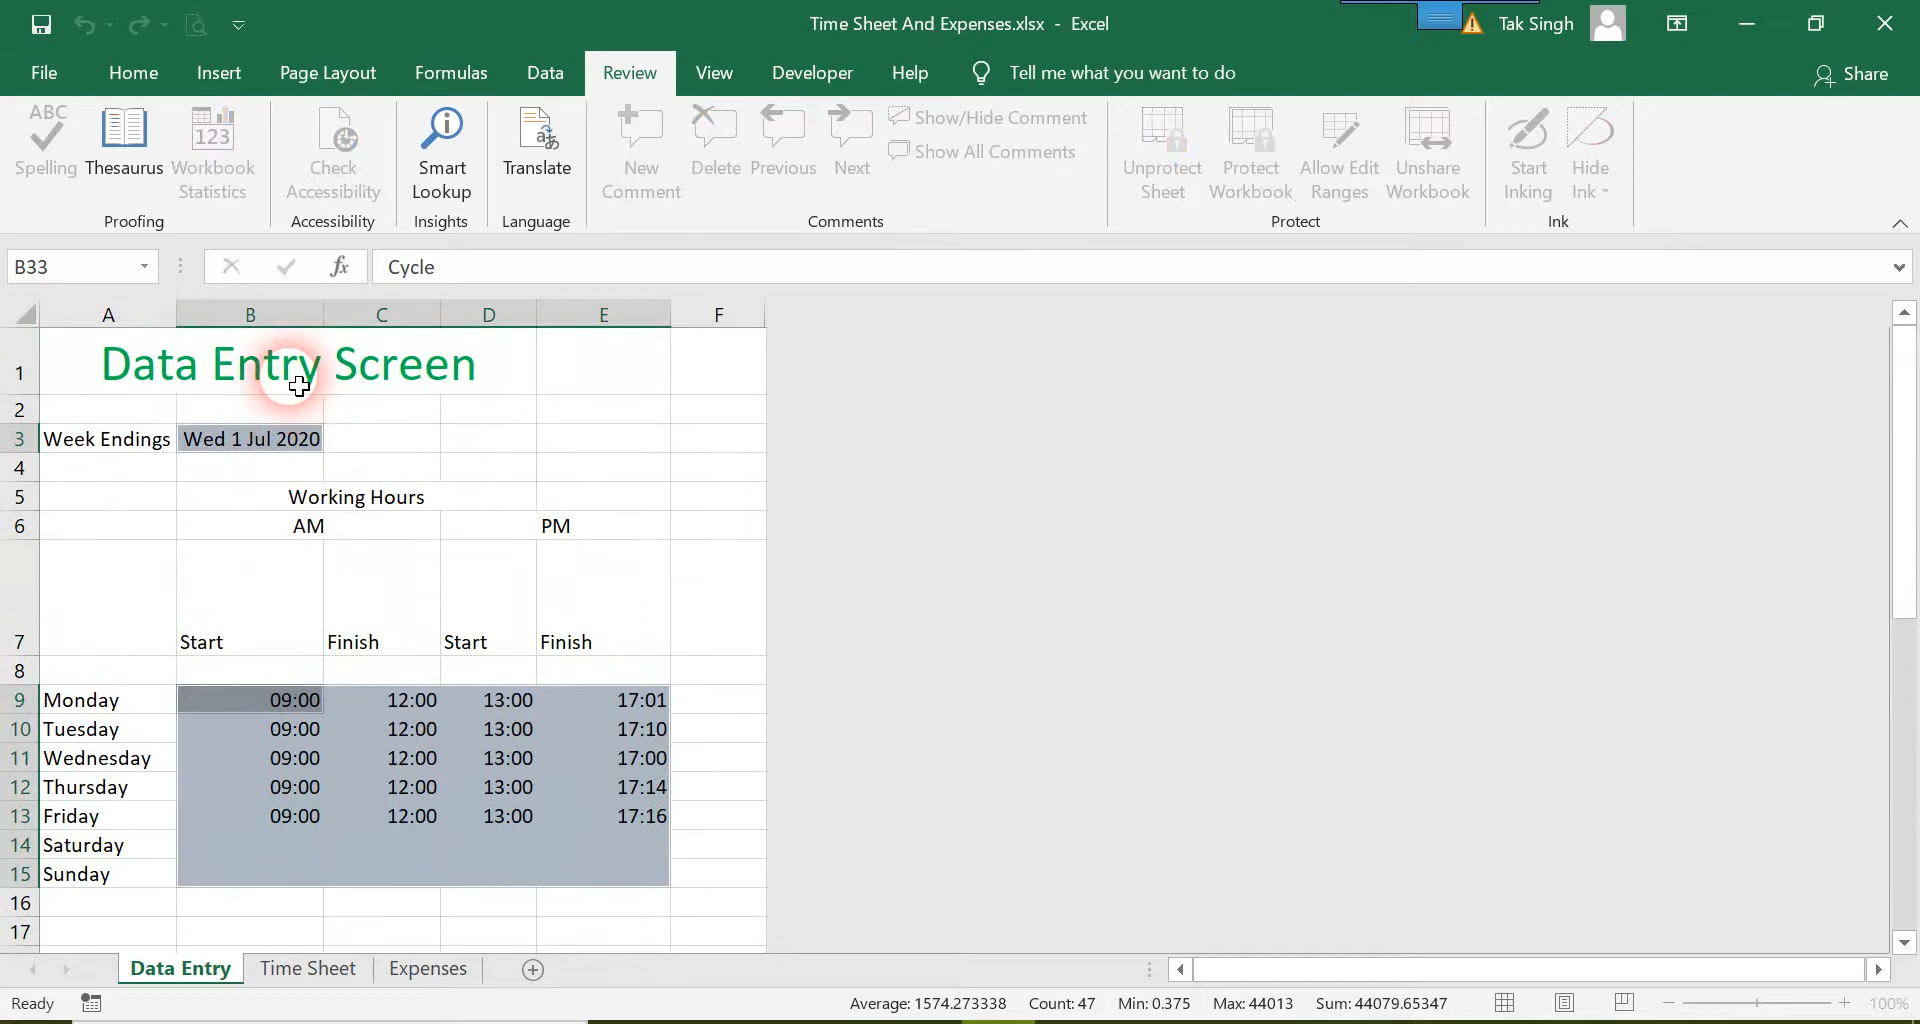 Time Sheet And Expenses.xlsx - Excel
Tak Singh
File Home Insert Page Layout Formulas Data Review View Developer Help Tell me what you want to do Share
ABC
Spelling
Thesaurus
123
Workbook Statistics
Proofing
Check Accessibility
Accessibility
Smart Lookup
Insights
Translate
Language
New Comment
Delete
Previous
Next
Show/Hide Comment
Show All Comments
Comments
Unprotect Sheet
Protect Workbook
Allow Edit Ranges
Unshare Workbook
Protect
Start Inking
Hide Ink
Ink
B33 fx Cycle
A B C D E F
1 Data Entry Screen
2
3 Week Endings Wed 1 Jul 2020
4
5 Working Hours
6 AM PM
7 Start Finish Start Finish
8
9 Monday 09:00 12:00 13:00 17:01
10 Tuesday 09:00 12:00 13:00 17:10
11 Wednesday 09:00 12:00 13:00 17:00
12 Thursday 09:00 12:00 13:00 17:14
13 Friday 09:00 12:00 13:00 17:16
14 Saturday
15 Sunday
16
17
Data Entry Time Sheet Expenses
Ready Average: 1574.273338 Count: 47 Min: 0.375 Max: 44013 Sum: 44079.65347 100%